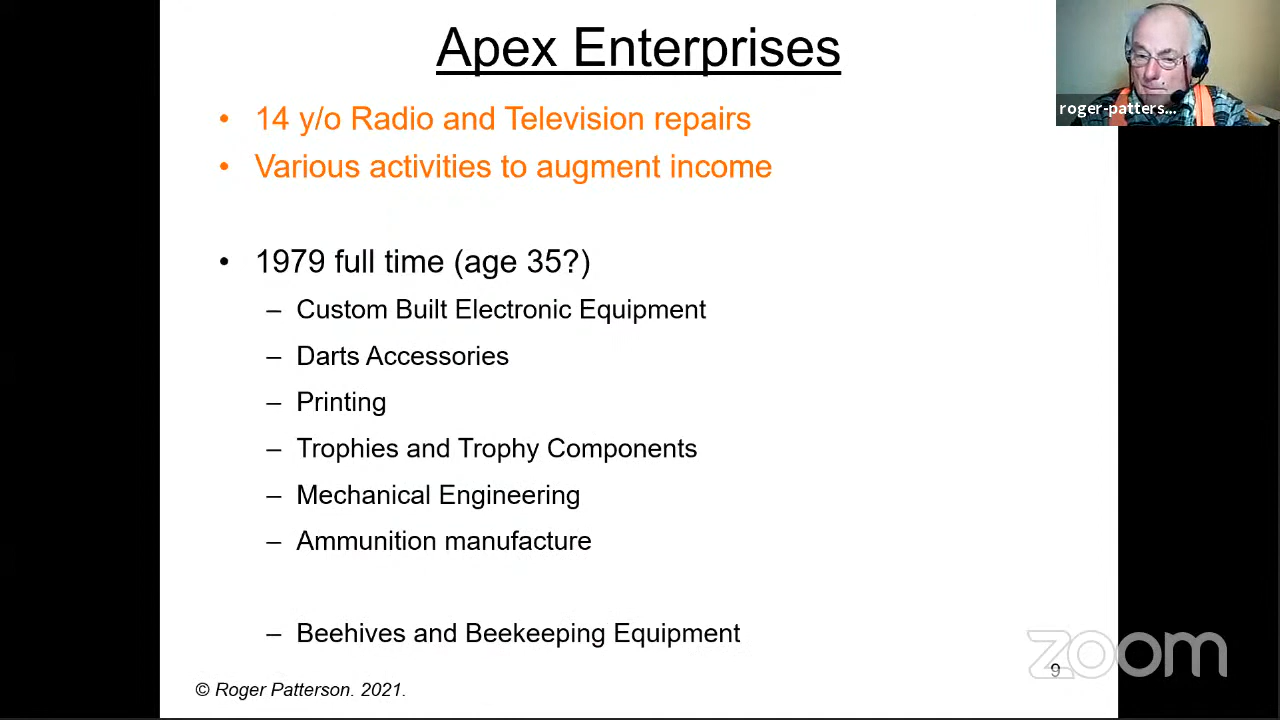 Apex Enterprises
roger-patters...
• 14 y/o Radio and Television repairs
• Various activities to augment income
• 1979 full time (age 35?)
– Custom Built Electronic Equipment
– Darts Accessories
– Printing
– Trophies and Trophy Components
– Mechanical Engineering
– Ammunition manufacture
– Beehives and Beekeeping Equipment
zoom
9
© Roger Patterson. 2021.